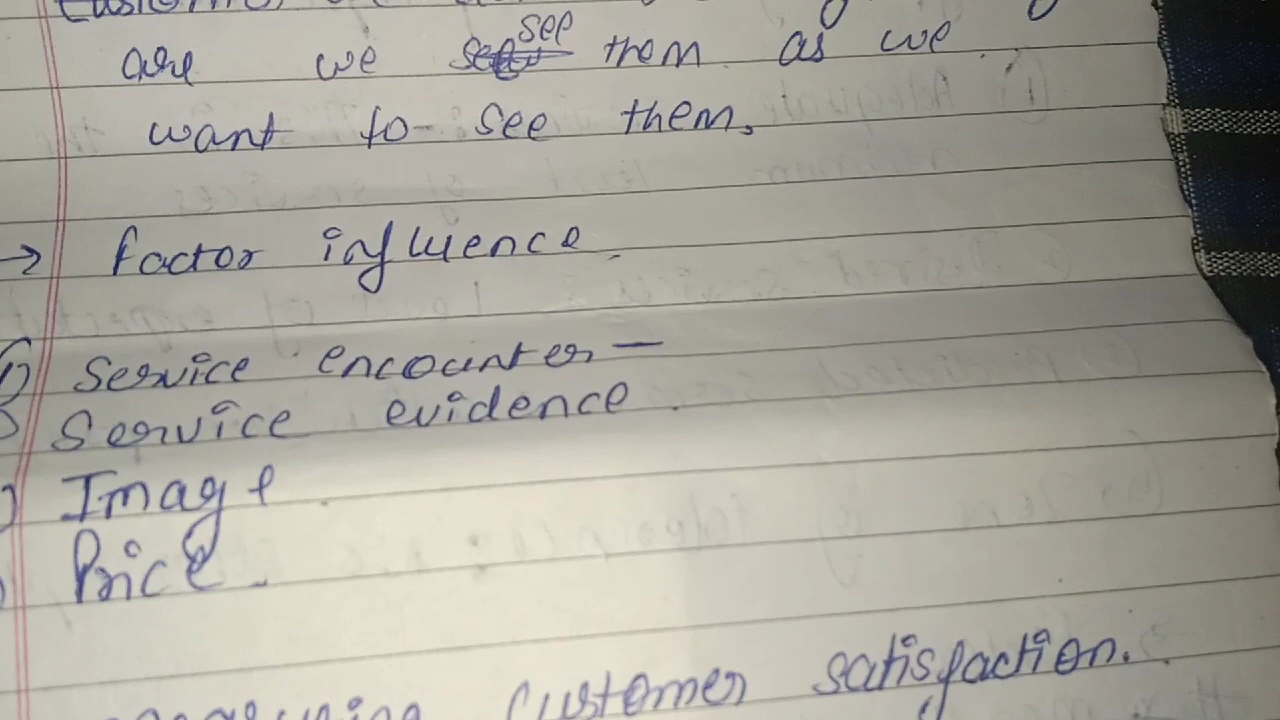 are we see them as we
want to see them.
→ factor influence.
1) Service encounter —
Service evidence.
Image.
Price.
customer satisfaction.